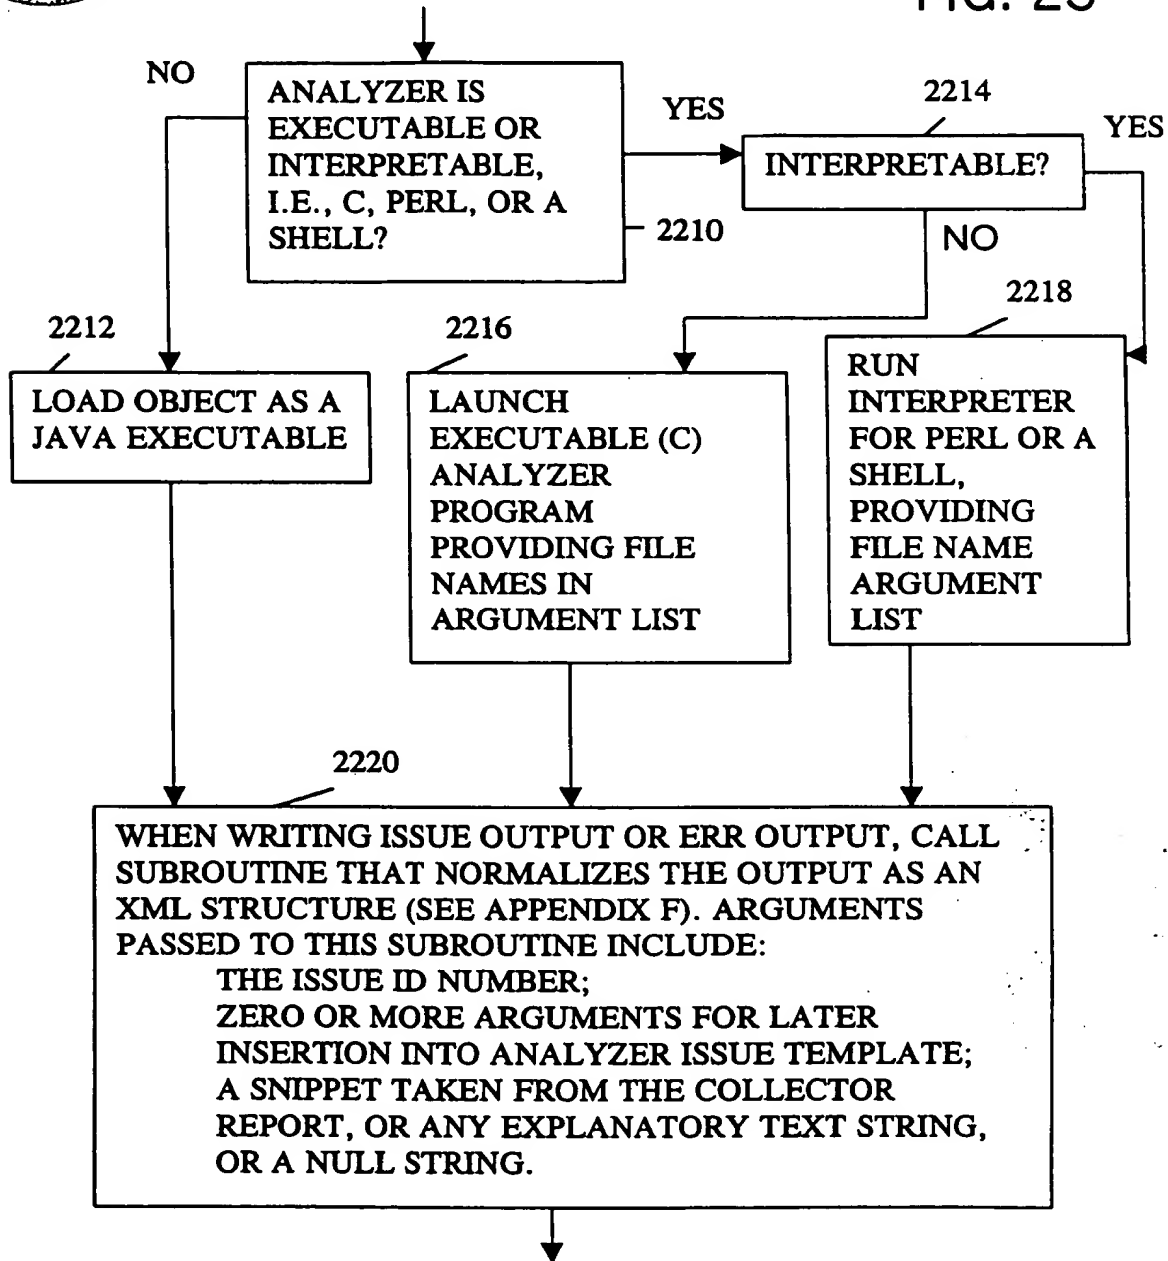 FIG. 23
NO
ANALYZER IS
EXECUTABLE OR
INTERPRETABLE,
I.E., C, PERL, OR A
SHELL?
YES
2214
YES
INTERPRETABLE?
2210
NO
2212
2216
2218
LOAD OBJECT AS A
JAVA EXECUTABLE
LAUNCH
EXECUTABLE (C)
ANALYZER
PROGRAM
PROVIDING FILE
NAMES IN
ARGUMENT LIST
RUN
INTERPRETER
FOR PERL OR A
SHELL,
PROVIDING
FILE NAME
ARGUMENT
LIST
2220
WHEN WRITING ISSUE OUTPUT OR ERR OUTPUT, CALL
SUBROUTINE THAT NORMALIZES THE OUTPUT AS AN
XML STRUCTURE (SEE APPENDIX F). ARGUMENTS
PASSED TO THIS SUBROUTINE INCLUDE:
THE ISSUE ID NUMBER;
ZERO OR MORE ARGUMENTS FOR LATER
INSERTION INTO ANALYZER ISSUE TEMPLATE;
A SNIPPET TAKEN FROM THE COLLECTOR
REPORT, OR ANY EXPLANATORY TEXT STRING,
OR A NULL STRING.